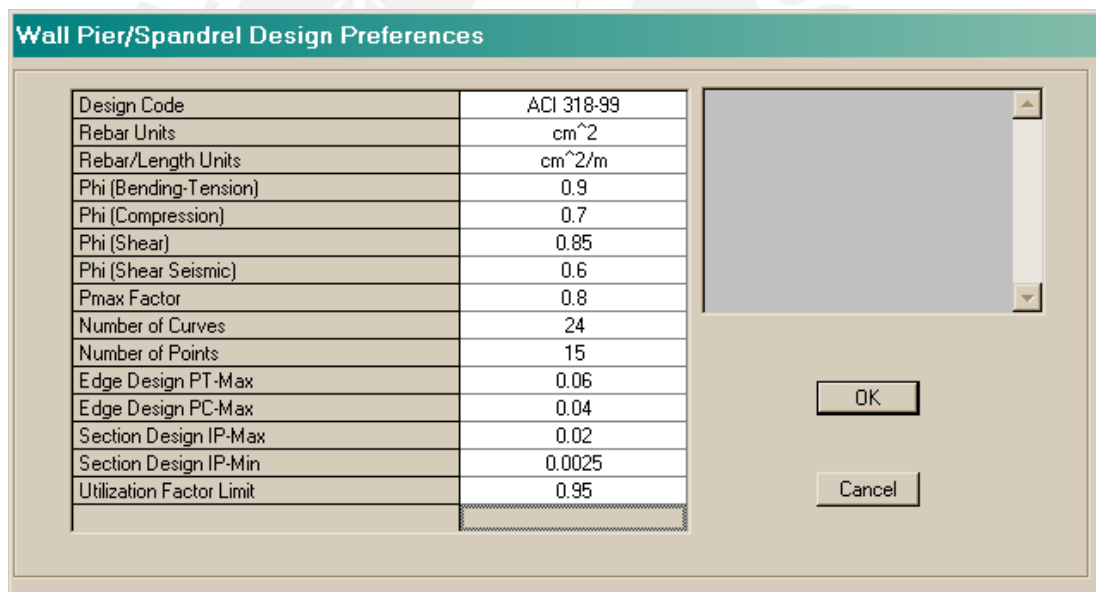 Wall Pier/Spandrel Design Preferences
Design Code ACI 318-99
Rebar Units cm^2
Rebar/Length Units cm^2/m
Phi (Bending-Tension) 0.9
Phi (Compression) 0.7
Phi (Shear) 0.85
Phi (Shear Seismic) 0.6
Pmax Factor 0.8
Number of Curves 24
Number of Points 15
Edge Design PT-Max 0.06
Edge Design PC-Max 0.04
Section Design IP-Max 0.02
Section Design IP-Min 0.0025
Utilization Factor Limit 0.95
OK
Cancel